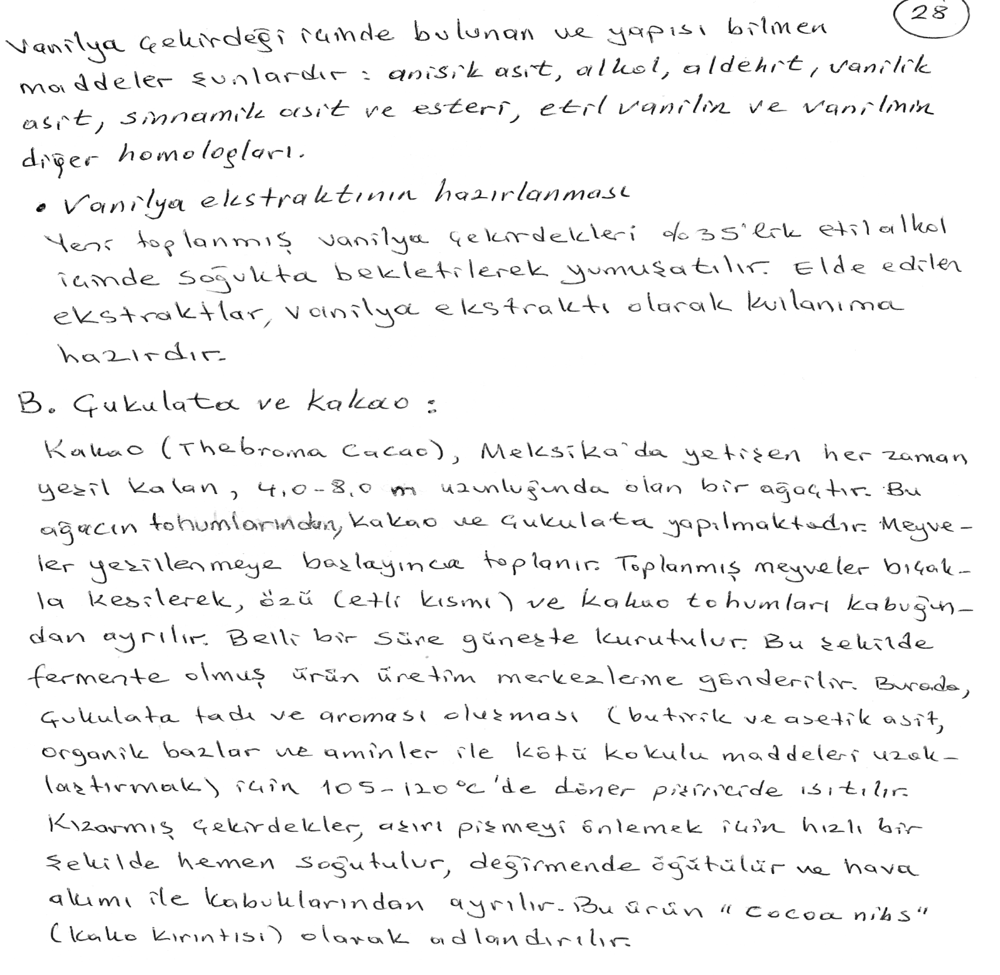 28
Vanilya çekirdeği içinde bulunan ve yapısı bilinen
maddeler şunlardır : anisik asit, alkol, aldehit, vanilik
asit, sinnamik asit ve esteri, etil vanilin ve vanilinin
diğer homologları.
• Vanilya ekstraktının hazırlanması
Yeni toplanmış vanilya çekirdekleri %35'lik etil alkol
içinde soğukta bekletilerek yumuşatılır. Elde edilen
ekstraktlar, vanilya ekstraktı olarak kullanıma
hazırdır.
B. Çukulata ve Kakao :
Kakao (Thebroma Cacao), Meksika'da yetişen her zaman
yeşil kalan, 4,0-8,0 m uzunluğunda olan bir ağaçtır. Bu
ağacın tohumlarından, kakao ve çukulata yapılmaktadır. Meyve-
ler yeşillenmeye başlayınca toplanır. Toplanmış meyveler bıçak-
la kesilerek, özü (etli kısmı) ve kakao tohumları kabuğun-
dan ayrılır. Belli bir süre güneşte kurutulur. Bu şekilde
fermente olmuş ürün üretim merkezlerine gönderilir. Burada,
çukulata tadı ve aroması oluşması (butirik ve asetik asit,
organik bazlar ve aminler ile kötü kokulu maddeleri uzak-
laştırmak) için 105-120 °C 'de döner pişiricide ısıtılır.
Kızarmış çekirdekler, aşırı pişmeyi önlemek için hızlı bir
şekilde hemen soğutulur, değirmende öğütülür ve hava
akımı ile kabuklarından ayrılır. Bu ürün "cocoa nibs"
(kako kırıntısı) olarak adlandırılır.